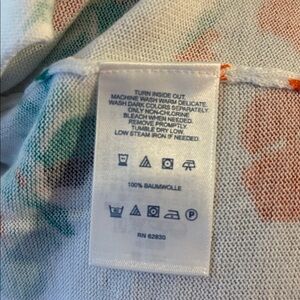 TURN INSIDE OUT.
MACHINE WASH WARM DELICATE.
WASH DARK COLORS SEPARATELY.
ONLY NON-CHLORINE
BLEACH WHEN NEEDED.
REMOVE PROMPTLY.
TUMBLE DRY LOW.
LOW STEAM IRON IF NEEDED.
100% BAUMWOLLE
P
RN 62830